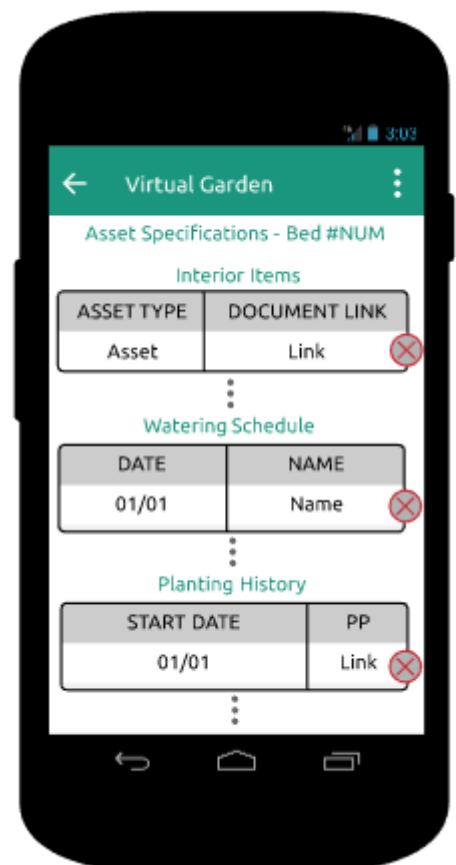 3:03
Virtual Garden
Asset Specifications - Bed #NUM
Interior Items
ASSET TYPE DOCUMENT LINK
Asset Link
Watering Schedule
DATE NAME
01/01 Name
Planting History
START DATE PP
01/01 Link